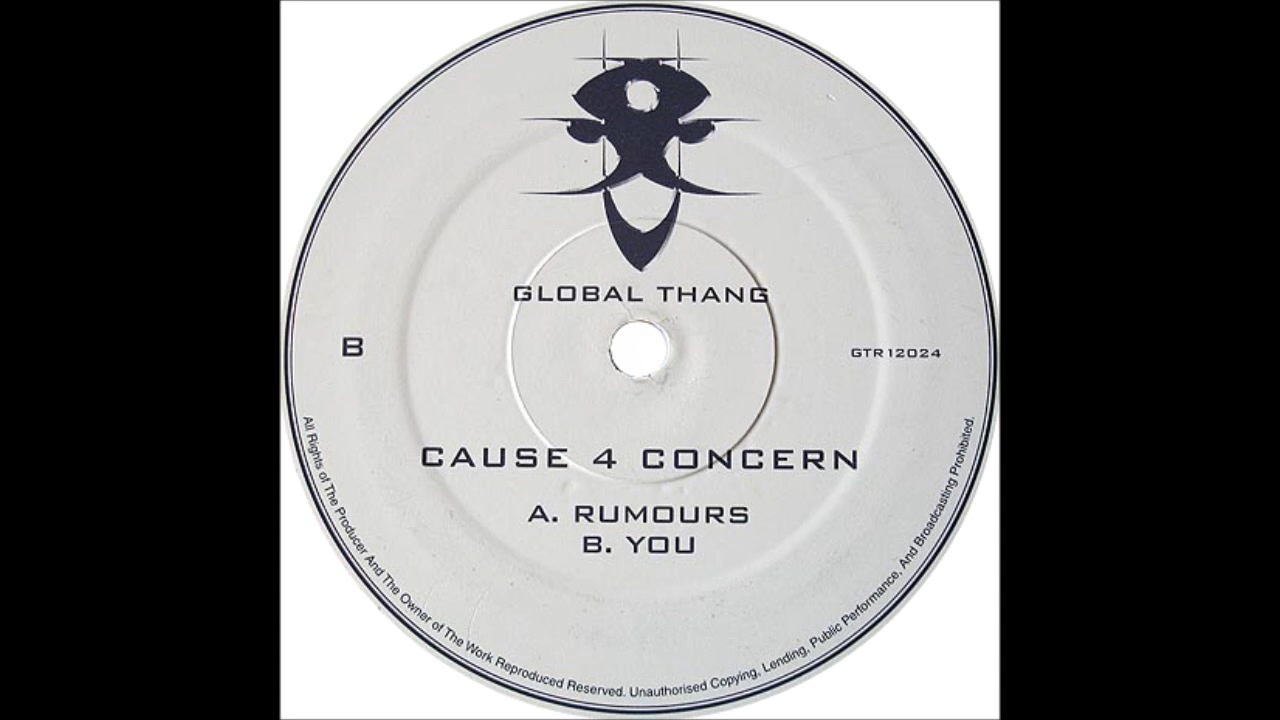 GLOBAL THANG
B
GTR12024
CAUSE 4 CONCERN
A. RUMOURS
B. YOU
All Rights of The Producer And The Owner of The Work Reproduced Reserved. Unauthorised Copying, Lending, Public Performance, And Broadcasting Prohibited.